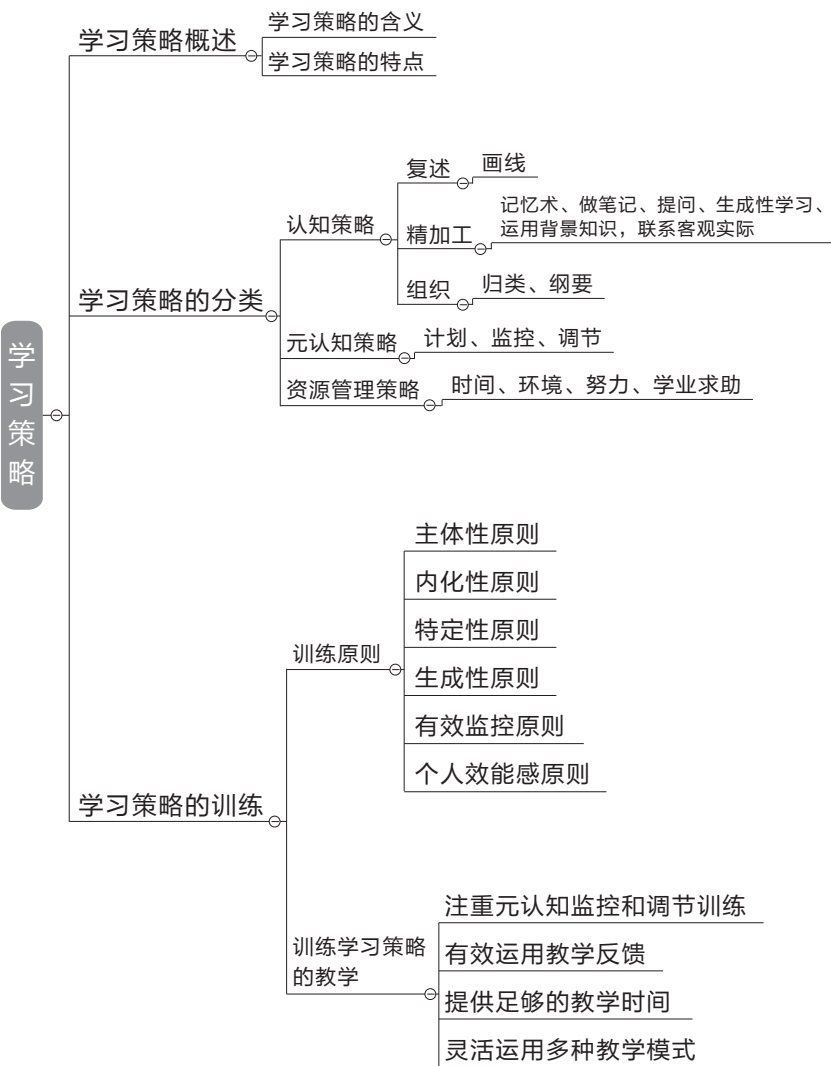 学习策略
学习策略概述
学习策略的含义
学习策略的特点
学习策略的分类
认知策略
复述
画线
精加工
记忆术、做笔记、提问、生成性学习、
运用背景知识，联系客观实际
组织
归类、纲要
元认知策略
计划、监控、调节
资源管理策略
时间、环境、努力、学业求助
学习策略的训练
训练原则
主体性原则
内化性原则
特定性原则
生成性原则
有效监控原则
个人效能感原则
训练学习策略
的教学
注重元认知监控和调节训练
有效运用教学反馈
提供足够的教学时间
灵活运用多种教学模式